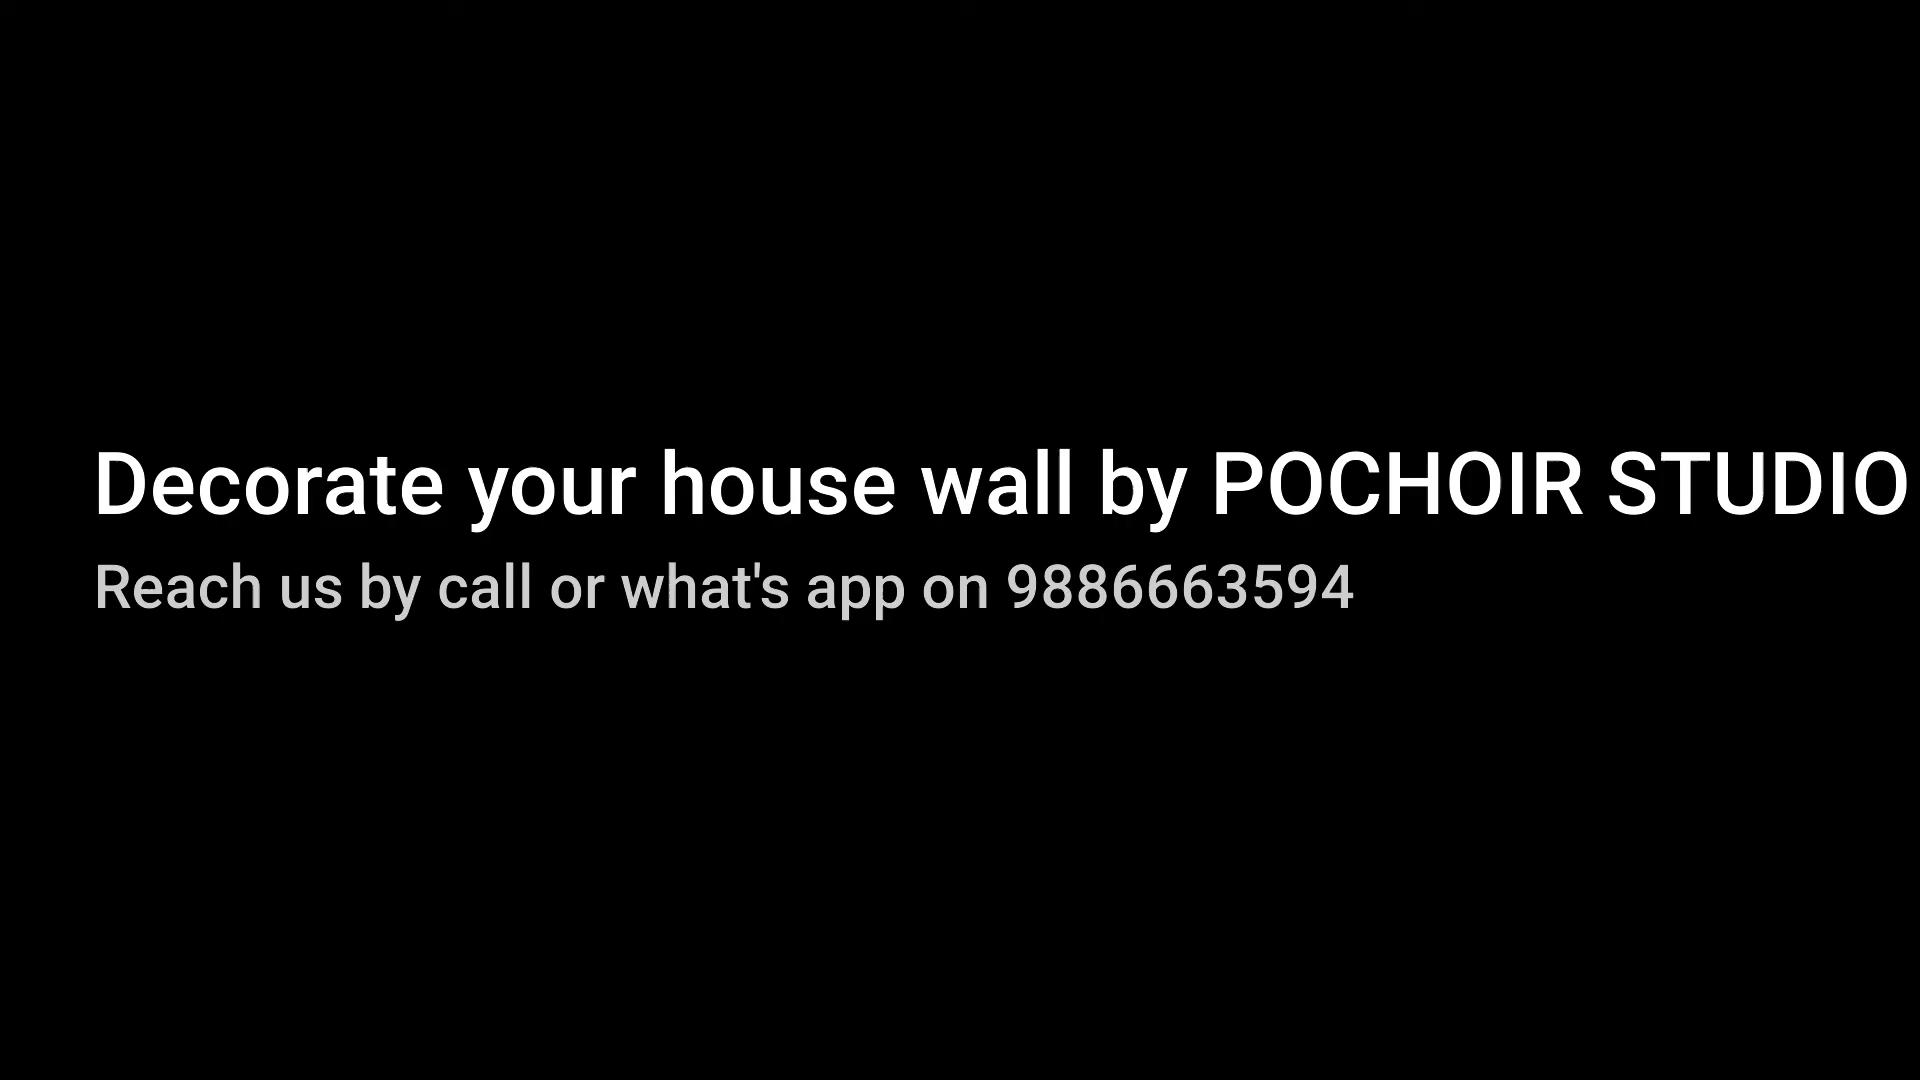 Decorate your house wall by POCHOIR STUDIO
Reach us by call or what's app on 9886663594